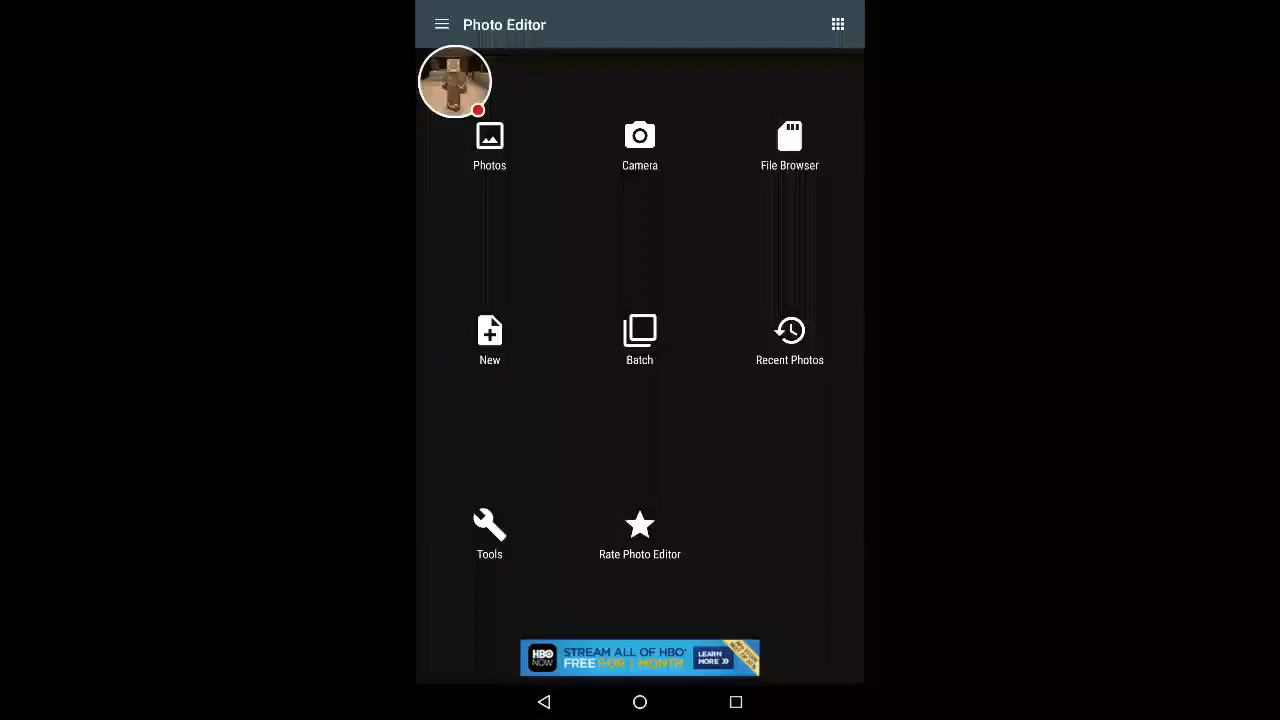 Photo Editor
Photos
Camera
File Browser
New
Batch
Recent Photos
Tools
Rate Photo Editor
HBO NOW
STREAM ALL OF HBO
FREE FOR 1 MONTH
LEARN MORE »